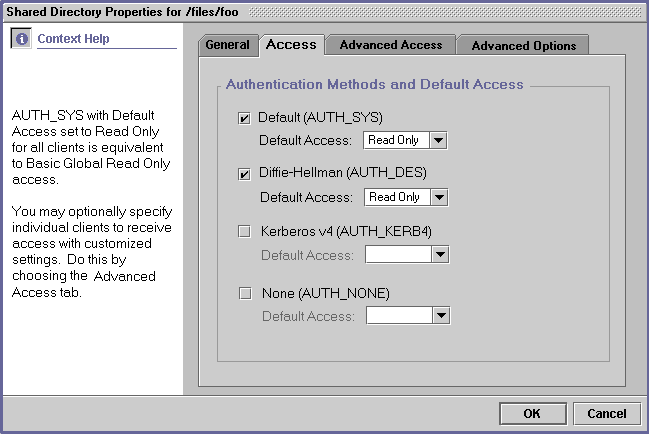 Shared Directory Properties for /files/foo
i Context Help
General Access Advanced Access Advanced Options
AUTH_SYS with Default
Access set to Read Only
for all clients is equivalent
to Basic Global Read Only
access.
You may optionally specify
individual clients to receive
access with customized
settings. Do this by
choosing the Advanced
Access tab.
Authentication Methods and Default Access
Default (AUTH_SYS)
Default Access: Read Only
Diffie-Hellman (AUTH_DES)
Default Access: Read Only
Kerberos v4 (AUTH_KERB4)
Default Access:
None (AUTH_NONE)
Default Access:
OK Cancel